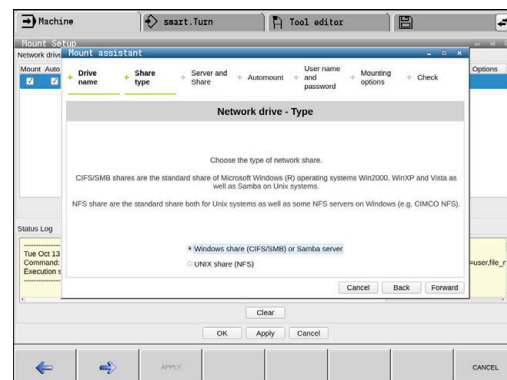 Machine
smart.Turn
Tool editor
Mount Setup
Network drive
Mount Auto
Options
Mount assistant
Drive name
Share type
Server and Share
Automount
User name and password
Mounting options
Check
Network drive - Type
Choose the type of network share.
CIFS/SMB shares are the standard share of Microsoft Windows (R) operating systems Win2000, WinXP and Vista as
well as Samba on Unix systems.
NFS share are the standard share both for Unix systems as well as some NFS servers on Windows (e.g. CIMCO NFS).
Windows share (CIFS/SMB) or Samba server
UNIX share (NFS)
Cancel Back Forward
Status Log
Tue Oct 13
Command:
Execution s
=user,file_r
Clear
OK Apply Cancel
APPLY
CANCEL